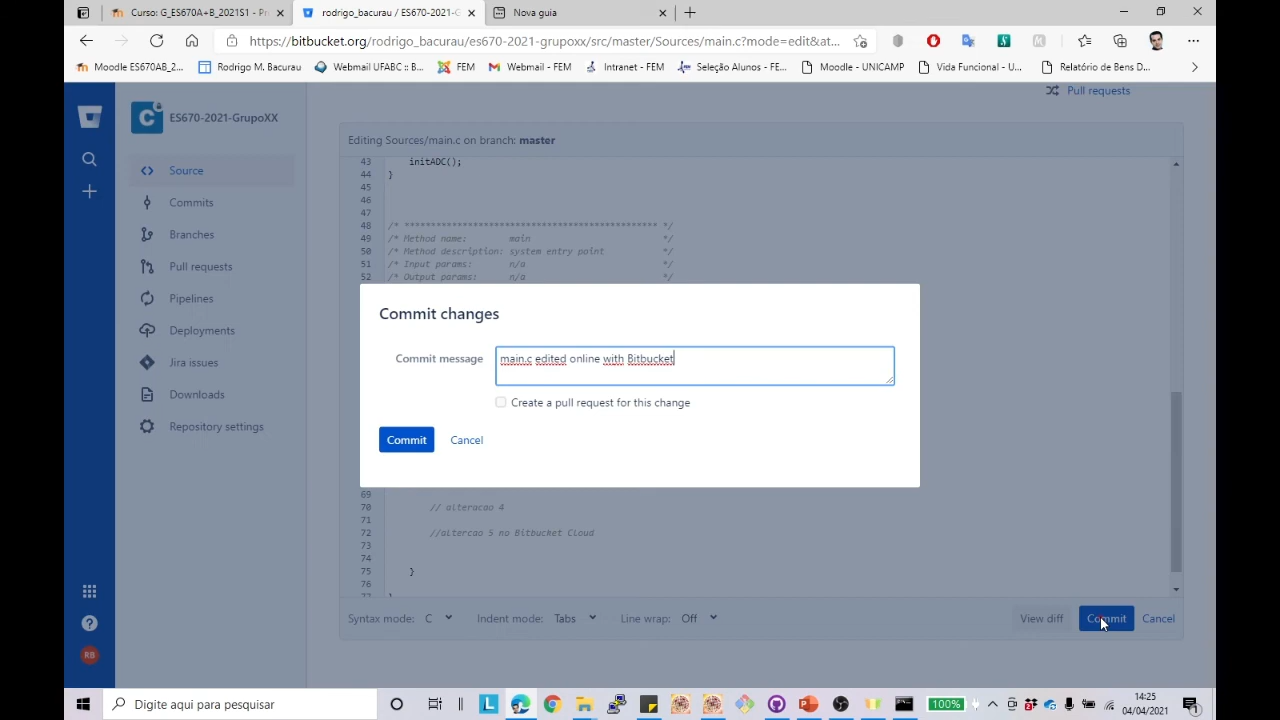 Curso: G_ES670A+B_2021S1 - Pro
rodrigo_bacurau / ES670-2021-G
Nova guia
https://bitbucket.org/rodrigo_bacurau/es670-2021-grupoxx/src/master/Sources/main.c?mode=edit&at...
Moodle ES670AB_2...
Rodrigo M. Bacurau
Webmail UFABC :: B...
FEM
Webmail - FEM
Intranet - FEM
Seleção Alunos - FE...
Moodle - UNICAMP
Vida Funcional - U...
Relatório de Bens D...
Pull requests
ES670-2021-GrupoXX
Editing Sources/main.c on branch: master
Source
Commits
Branches
Pull requests
Pipelines
Deployments
Jira issues
Downloads
Repository settings
43 initADC();
44 }
45
46
47
48 /* *********************************************** */
49 /* Method name: main */
50 /* Method description: system entry point */
51 /* Input params: n/a */
52 /* Output params: n/a */
Commit changes
Commit message
main.c edited online with Bitbucket
Create a pull request for this change
Commit
Cancel
69
70 // alteracao 4
71
72 //altercao 5 no Bitbucket Cloud
73
74
75 }
76
77 }
Syntax mode: C
Indent mode: Tabs
Line wrap: Off
View diff
Commit
Cancel
RB
Digite aqui para pesquisar
100%
14:25
04/04/2021
1